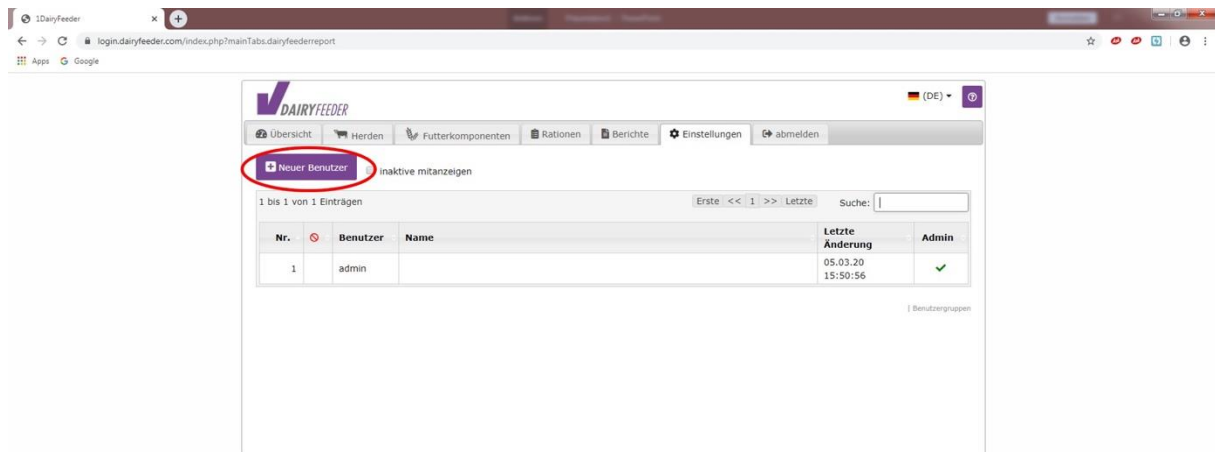 1DairyFeeder
login.dairyfeeder.com/index.php?mainTabs.dairyfeederreport
Apps Google
DAIRYFEEDER
(DE)
Übersicht Herden Futterkomponenten Rationen Berichte Einstellungen abmelden
Neuer Benutzer inaktive mitanzeigen
1 bis 1 von 1 Einträgen Erste << 1 >> Letzte Suche:
Nr. Benutzer Name Letzte Änderung Admin
1 admin 05.03.20 15:50:56
| Benutzergruppen